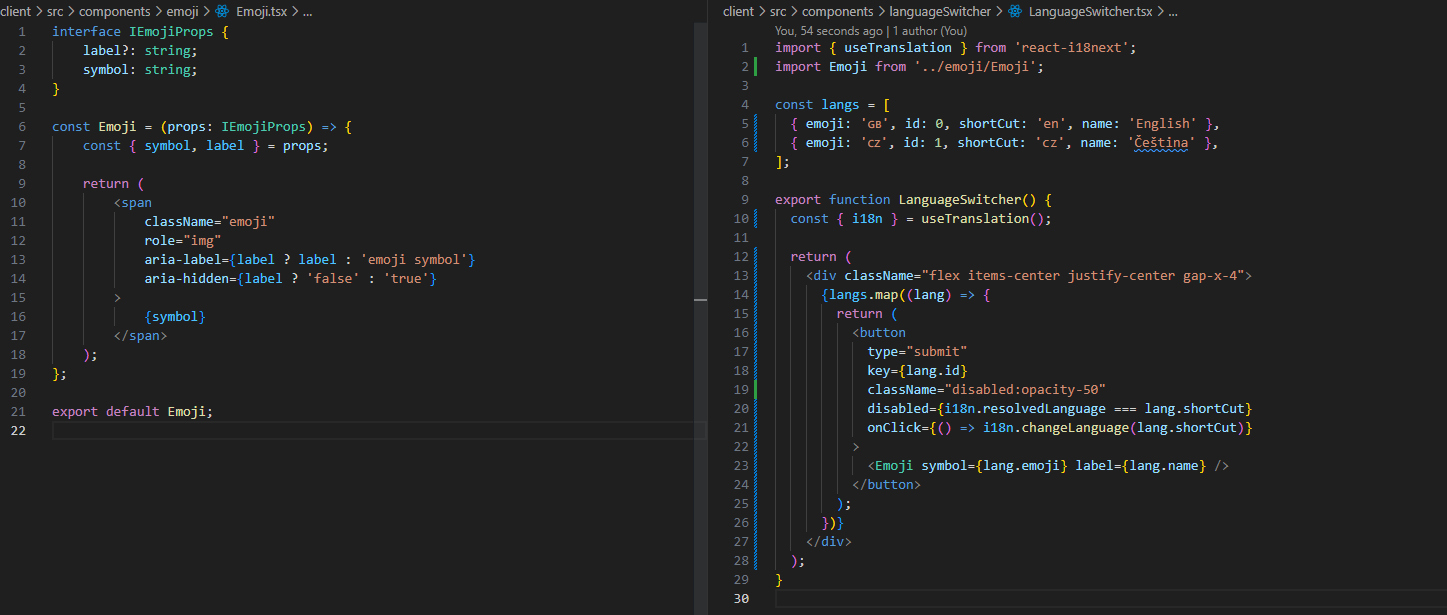 client > src > components > emoji > Emoji.tsx > ...
1 interface IEmojiProps {
2 label?: string;
3 symbol: string;
4 }
5
6 const Emoji = (props: IEmojiProps) => {
7 const { symbol, label } = props;
8
9 return (
10 <span
11 className="emoji"
12 role="img"
13 aria-label={label ? label : 'emoji symbol'}
14 aria-hidden={label ? 'false' : 'true'}
15 >
16 {symbol}
17 </span>
18 );
19 };
20
21 export default Emoji;
22
client > src > components > languageSwitcher > LanguageSwitcher.tsx > ...
You, 54 seconds ago | 1 author (You)
1 import { useTranslation } from 'react-i18next';
2 import Emoji from '../emoji/Emoji';
3
4 const langs = [
5 { emoji: '🇬🇧', id: 0, shortCut: 'en', name: 'English' },
6 { emoji: '🇨🇿', id: 1, shortCut: 'cz', name: 'Čeština' },
7 ];
8
9 export function LanguageSwitcher() {
10 const { i18n } = useTranslation();
11
12 return (
13 <div className="flex items-center justify-center gap-x-4">
14 {langs.map((lang) => {
15 return (
16 <button
17 type="submit"
18 key={lang.id}
19 className="disabled:opacity-50"
20 disabled={i18n.resolvedLanguage === lang.shortCut}
21 onClick={() => i18n.changeLanguage(lang.shortCut)}
22 >
23 <Emoji symbol={lang.emoji} label={lang.name} />
24 </button>
25 );
26 })}
27 </div>
28 );
29 }
30